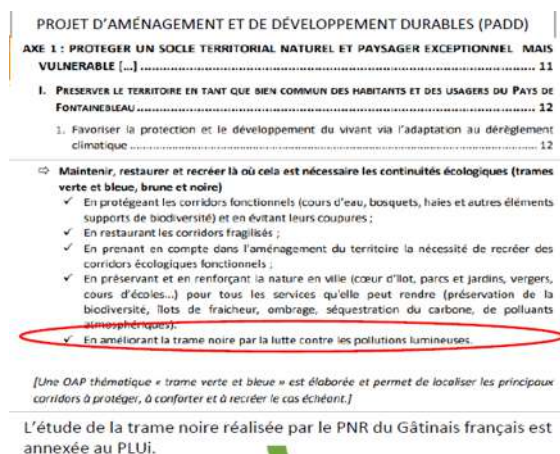 PROJET D'AMÉNAGEMENT ET DE DÉVELOPPEMENT DURABLES (PADD)
AXE 1 : PROTEGER UN SOCLE TERRITORIAL NATUREL ET PAYSAGER EXCEPTIONNEL MAIS
VULNERABLE [...] ........ 11
I. PRESERVER LE TERRITOIRE EN TANT QUE BIEN COMMUN DES HABITANTS ET DES USAGERS DU PAYS DE
FONTAINEBLEAU ........ 12
1. Favoriser la protection et le développement du vivant via l'adaptation au dérèglement
climatique ........ 12
⇨ Maintenir, restaurer et recréer là où cela est nécessaire les continuités écologiques (trames
verte et bleue, brune et noire)
✓ En protégeant les corridors fonctionnels (cours d'eau, bosquets, haies et autres éléments
supports de biodiversité) et en évitant leurs coupures ;
✓ En restaurant les corridors fragilisés ;
✓ En prenant en compte dans l'aménagement du territoire la nécessité de recréer des
corridors écologiques fonctionnels ;
✓ En préservant et en renforçant la nature en ville (cœur d'îlot, parcs et jardins, vergers,
cours d'écoles...) pour tous les services qu'elle peut rendre (préservation de la
biodiversité, îlots de fraicheur, ombrage, séquestration du carbone, de polluants
atmosphériques).
✓ En améliorant la trame noire par la lutte contre les pollutions lumineuses.
[Une OAP thématique « trame verte et bleue » est élaborée et permet de localiser les principaux
corridors à protéger, à conforter et à recréer le cas échéant.]
L'étude de la trame noire réalisée par le PNR du Gâtinais français est
annexée au PLUi.